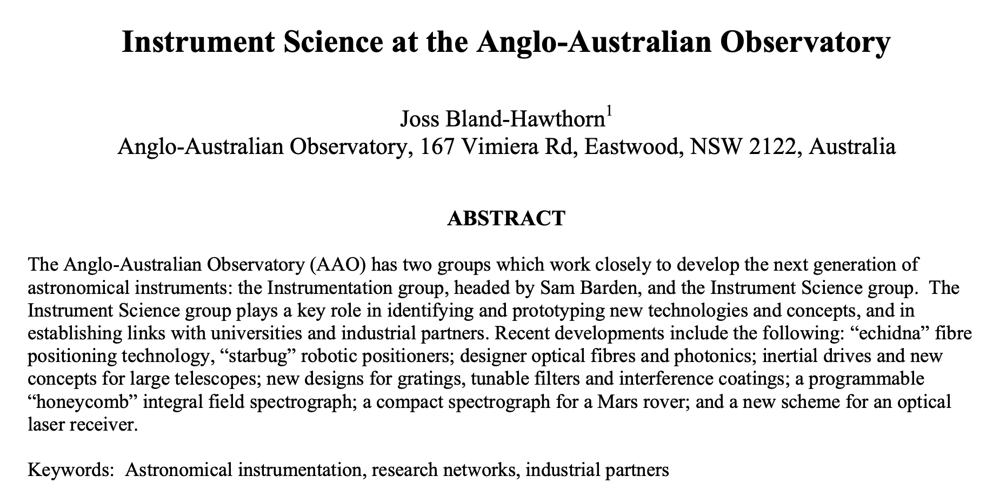 Instrument Science at the Anglo-Australian Observatory
Joss Bland-Hawthorn1
Anglo-Australian Observatory, 167 Vimiera Rd, Eastwood, NSW 2122, Australia
ABSTRACT
The Anglo-Australian Observatory (AAO) has two groups which work closely to develop the next generation of
astronomical instruments: the Instrumentation group, headed by Sam Barden, and the Instrument Science group.  The
Instrument Science group plays a key role in identifying and prototyping new technologies and concepts, and in
establishing links with universities and industrial partners. Recent developments include the following: “echidna” fibre
positioning technology, “starbug” robotic positioners; designer optical fibres and photonics; inertial drives and new
concepts for large telescopes; new designs for gratings, tunable filters and interference coatings; a programmable
“honeycomb” integral field spectrograph; a compact spectrograph for a Mars rover; and a new scheme for an optical
laser receiver.
Keywords:  Astronomical instrumentation, research networks, industrial partners